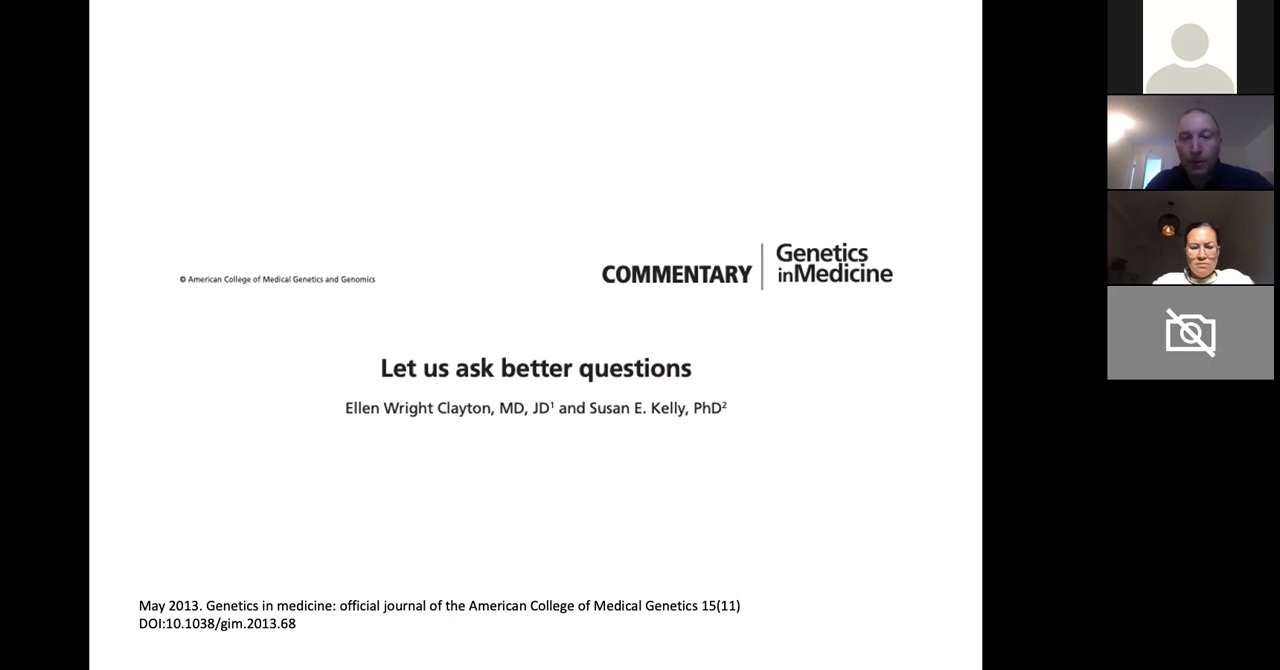 © American College of Medical Genetics and Genomics
COMMENTARY
Genetics
inMedicine
Let us ask better questions
Ellen Wright Clayton, MD, JD¹ and Susan E. Kelly, PhD²
May 2013. Genetics in medicine: official journal of the American College of Medical Genetics 15(11)
DOI:10.1038/gim.2013.68